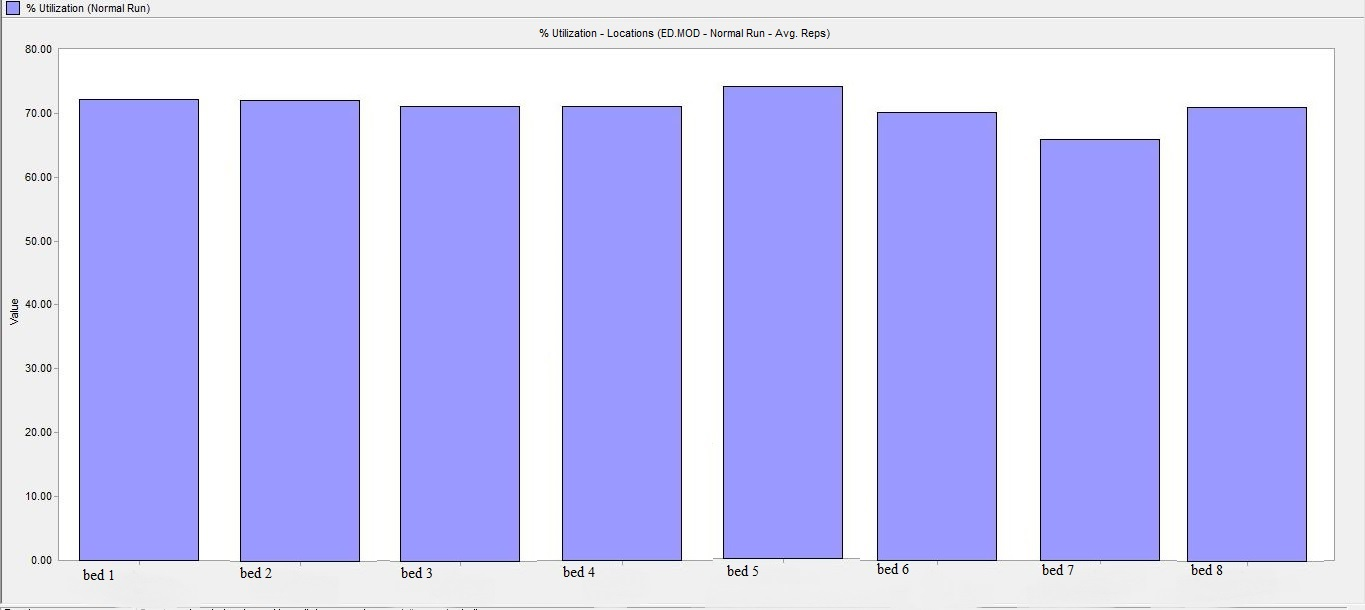 % Utilization (Normal Run)
% Utilization - Locations (ED.MOD - Normal Run - Avg. Reps)
80.00
70.00
60.00
50.00
40.00
30.00
20.00
10.00
0.00
Value
bed 1 bed 2 bed 3 bed 4 bed 5 bed 6 bed 7 bed 8